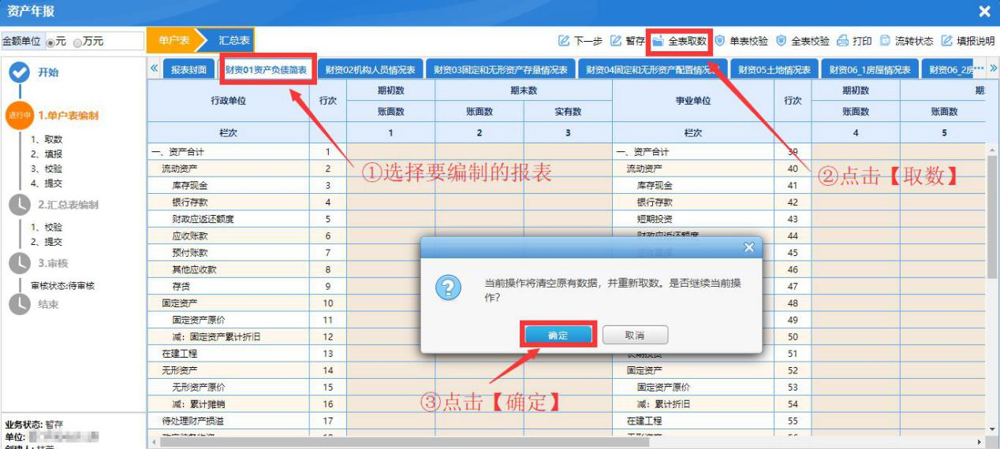 资产年报
金额单位 元 万元
单户表 汇总表
下一步 暂存 全表取数 单表校验 全表校验 打印 流转状态 填报说明
开始
进行中 1.单户表编制
1、取数
2、填报
3、校验
4、提交
2.汇总表编制
1、校验
2、提交
3.审核
审核状态:待审核
结束
业务状态: 暂存
单位:
报表封面 财资01资产负债简表 财资02机构人员情况表 财资03固定和无形资产存量情况表 财资04固定和无形资产配置情况 财资05土地情况表 财资06_1房屋情况表 财资06_2房
行政单位 行次 期初数 期末数 事业单位 行次 期初数 期
账面数 账面数 实有数 账面数 账面数
栏次 1 2 3 栏次 4 5
一、资产合计 1 一、资产合计 39
流动资产 2 流动资产 40
库存现金 3 库存现金 41
银行存款 4 银行存款 42
财政应返还额度 5 短期投资 43
应收账款 6 财政应返还额度 44
预付账款 7 45
其他应收款 8 46
存货 9 47
固定资产 10 48
固定资产原价 11 49
减: 固定资产累计折旧 12 50
在建工程 13 长期投资 51
无形资产 14 固定资产 52
无形资产原价 15 固定资产原价 53
减: 累计摊销 16 减: 累计折旧 54
待处理财产损溢 17 在建工程 55
①选择要编制的报表
②点击【取数】
当前操作将清空原有数据，并重新取数。是否继续当前操
作?
确定 取消
③点击【确定】